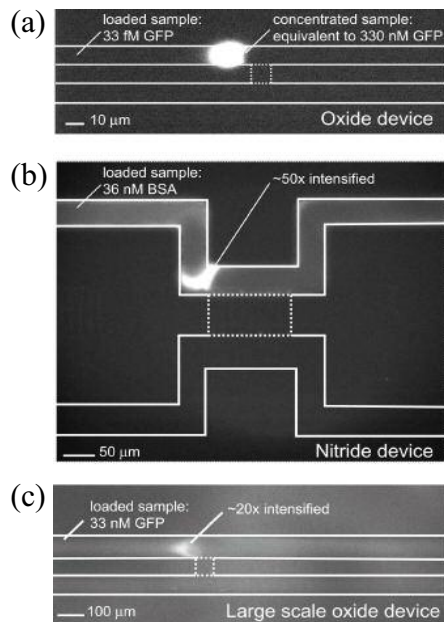 (a)
loaded sample:
33 fM GFP
concentrated sample:
equivalent to 330 nM GFP
10 μm
Oxide device
(b)
loaded sample:
36 nM BSA
~50x intensified
50 μm
Nitride device
(c)
loaded sample:
33 nM GFP
~20x intensified
100 μm
Large scale oxide device